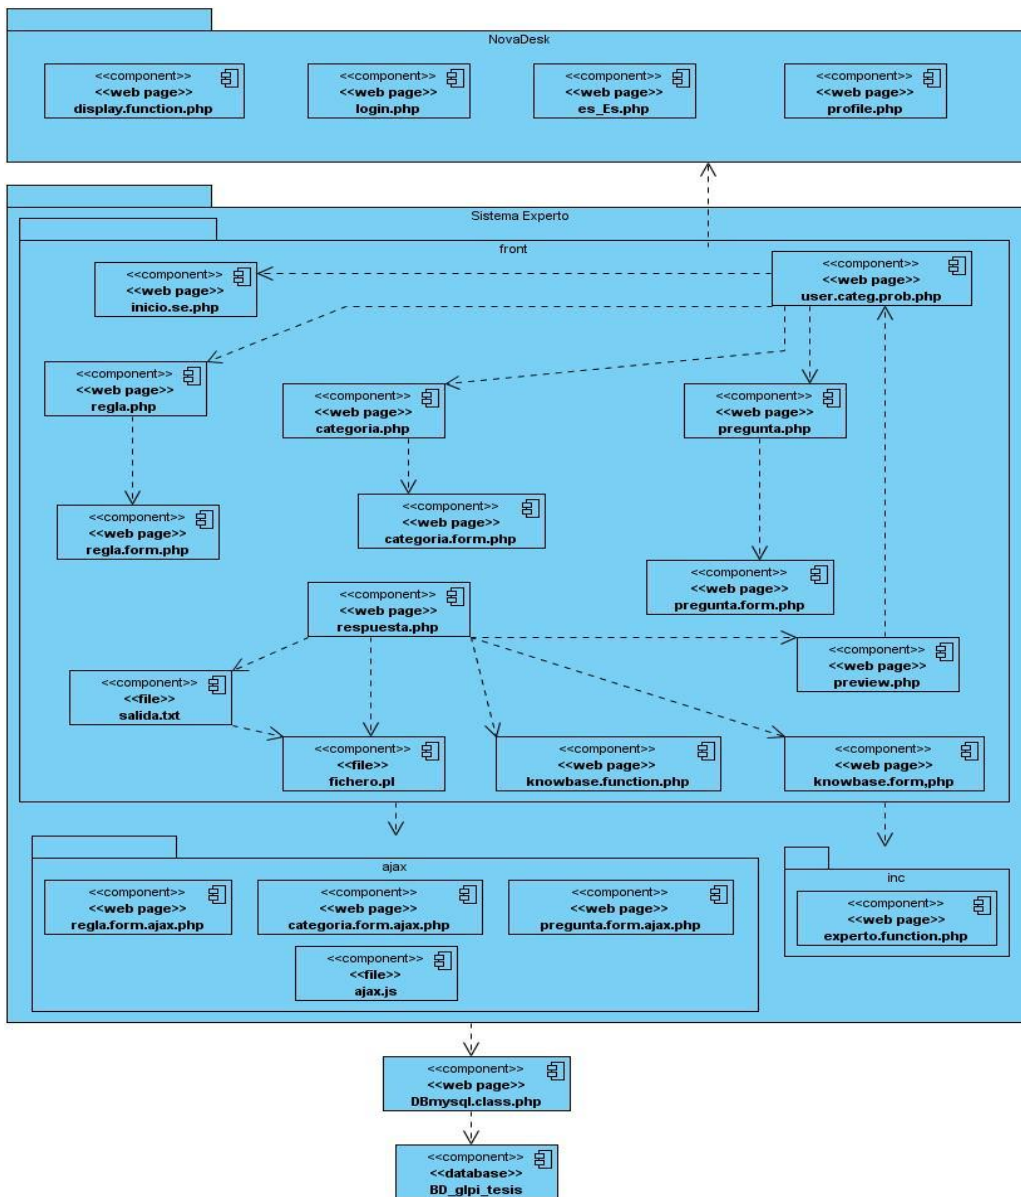 NovaDesk
<<component>>
<<web page>>
display.function.php
<<component>>
<<web page>>
login.php
<<component>>
<<web page>>
es_Es.php
<<component>>
<<web page>>
profile.php
Sistema Experto
front
<<component>>
<<web page>>
inicio.se.php
<<component>>
<<web page>>
user.categ.prob.php
<<component>>
<<web page>>
regla.php
<<component>>
<<web page>>
categoria.php
<<component>>
<<web page>>
pregunta.php
<<component>>
<<web page>>
regla.form.php
<<component>>
<<web page>>
categoria.form.php
<<component>>
<<web page>>
pregunta.form.php
<<component>>
<<web page>>
respuesta.php
<<component>>
<<web page>>
preview.php
<<component>>
<<file>>
salida.txt
<<component>>
<<file>>
fichero.pl
<<component>>
<<web page>>
knowbase.function.php
<<component>>
<<web page>>
knowbase.form,php
ajax
<<component>>
<<web page>>
regla.form.ajax.php
<<component>>
<<web page>>
categoria.form.ajax.php
<<component>>
<<web page>>
pregunta.form.ajax.php
<<component>>
<<file>>
ajax.js
inc
<<component>>
<<web page>>
experto.function.php
<<component>>
<<web page>>
DBmysql.class.php
<<component>>
<<database>>
BD_glpi_tesis